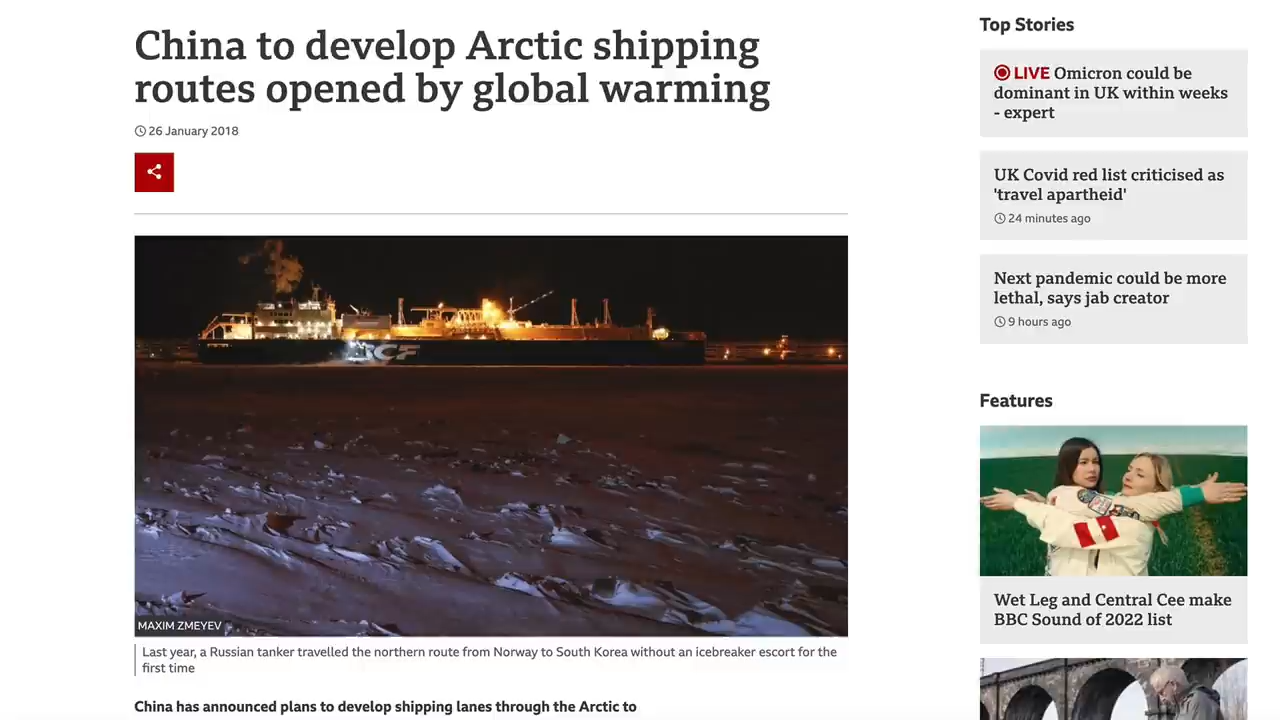 China to develop Arctic shipping
routes opened by global warming
26 January 2018
MAXIM ZMEYEV
Last year, a Russian tanker travelled the northern route from Norway to South Korea without an icebreaker escort for the
first time
China has announced plans to develop shipping lanes through the Arctic to
Top Stories
LIVE Omicron could be
dominant in UK within weeks
- expert
UK Covid red list criticised as
'travel apartheid'
24 minutes ago
Next pandemic could be more
lethal, says jab creator
9 hours ago
Features
Wet Leg and Central Cee make
BBC Sound of 2022 list